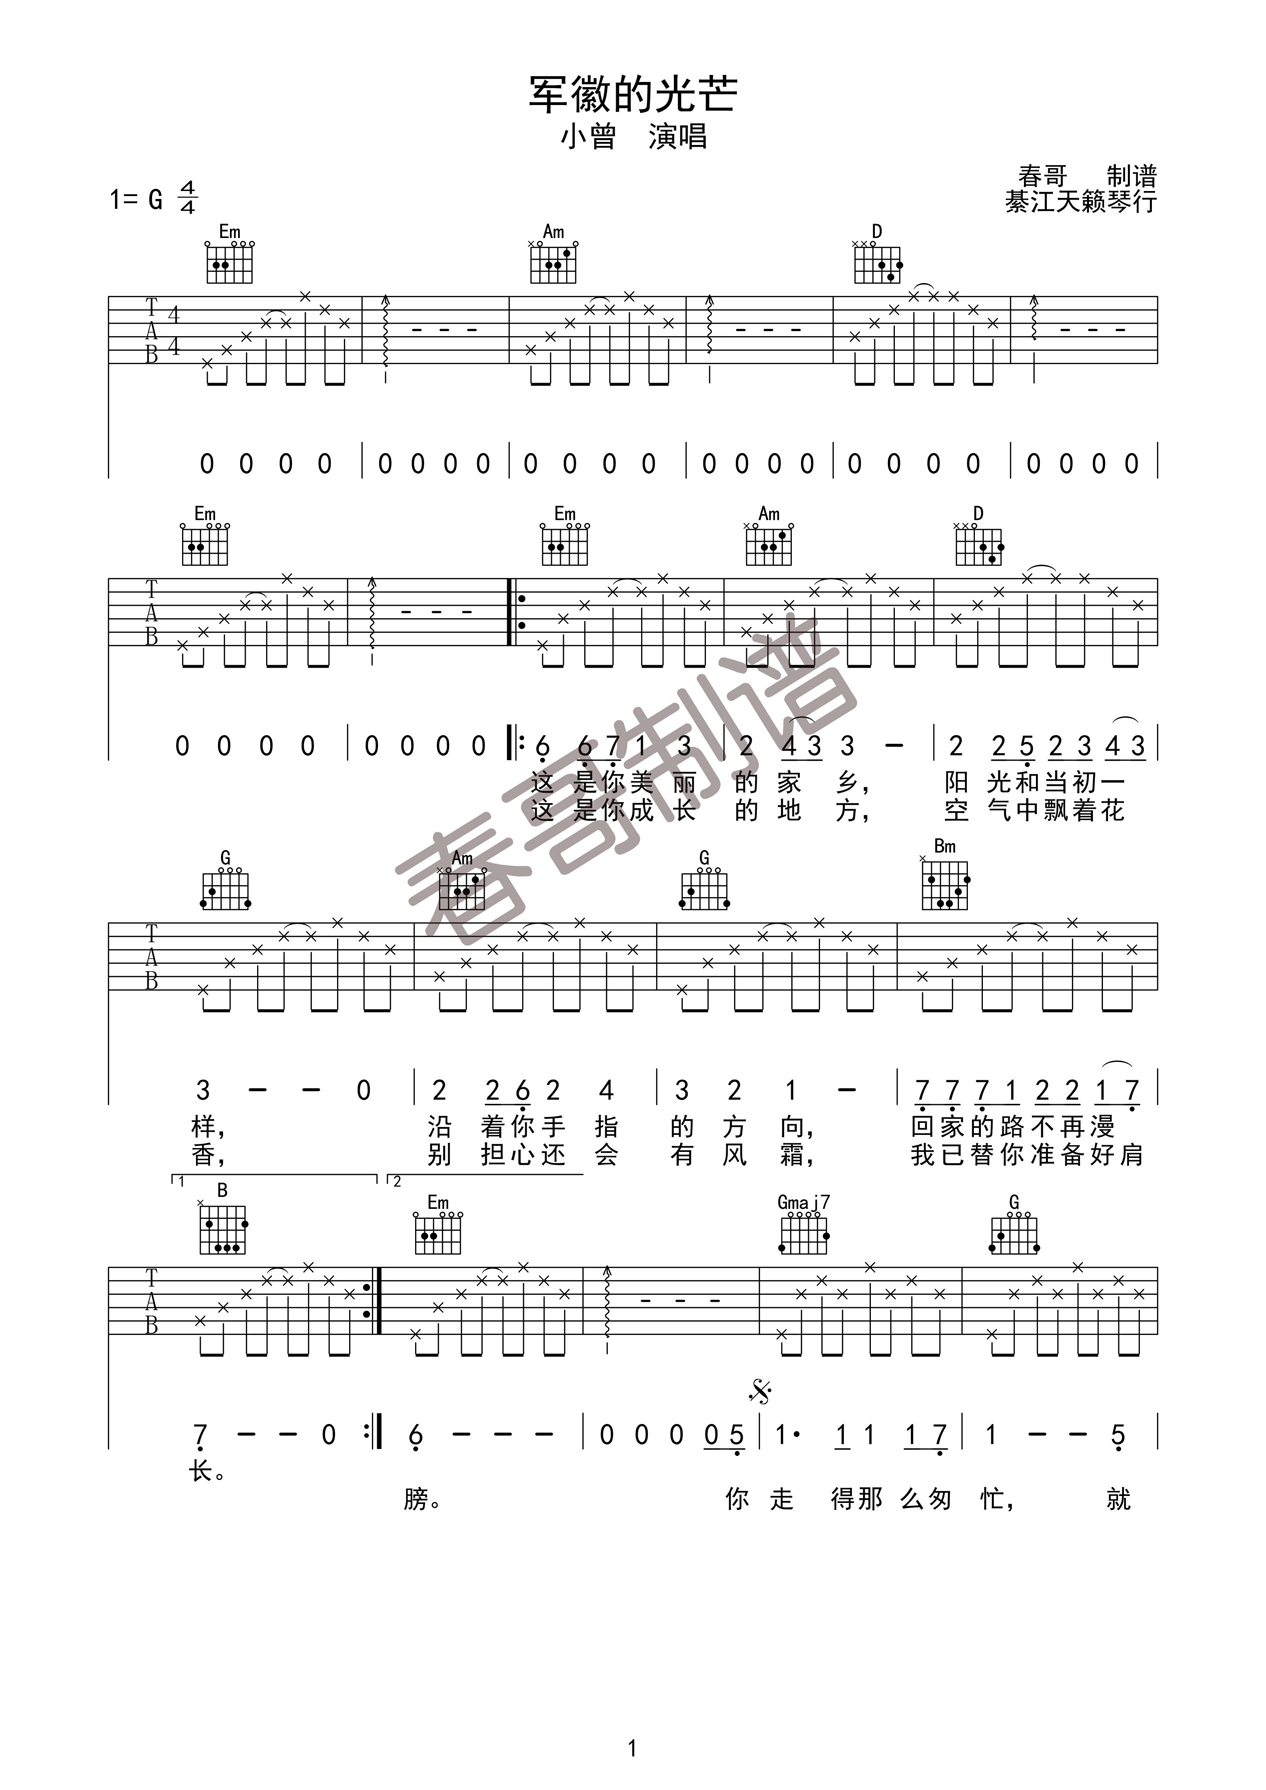 军徽的光芒
小曾 演唱
春哥 制谱
1= G 4/4 綦江天籁琴行
Em Am D
T A B 4 4
0 0 0 0 | 0 0 0 0 | 0 0 0 0 | 0 0 0 0 | 0 0 0 0 | 0 0 0 0 |
Em Em Am D
T A B
0 0 0 0 | 0 0 0 0 |: 6 6 7 1 3 | 2 4 3 3 - | 2 2 5 2 3 4 3 |
这 是你美 丽 的 家 乡， 阳 光和当初一
这 是你成 长 的 地 方， 空 气中飘着花
春哥制谱
G Am G Bm
T A B
3 - - 0 | 2 2 6 2 4 | 3 2 1 - | 7 7 7 1 2 2 1 7 |
样， 沿 着你手 指 的 方 向， 回家的路不再漫
香， 别 担心还 会 有 风 霜， 我已替你准备好肩
1 B 2 Em Gmaj7 G
T A B
7 - - 0 :| 6 - - - | 0 0 0 0 5 | 1· 1 1 1 7 | 1 - - 5 |
长。
膀。 你 走 得那 么匆 忙， 就
1